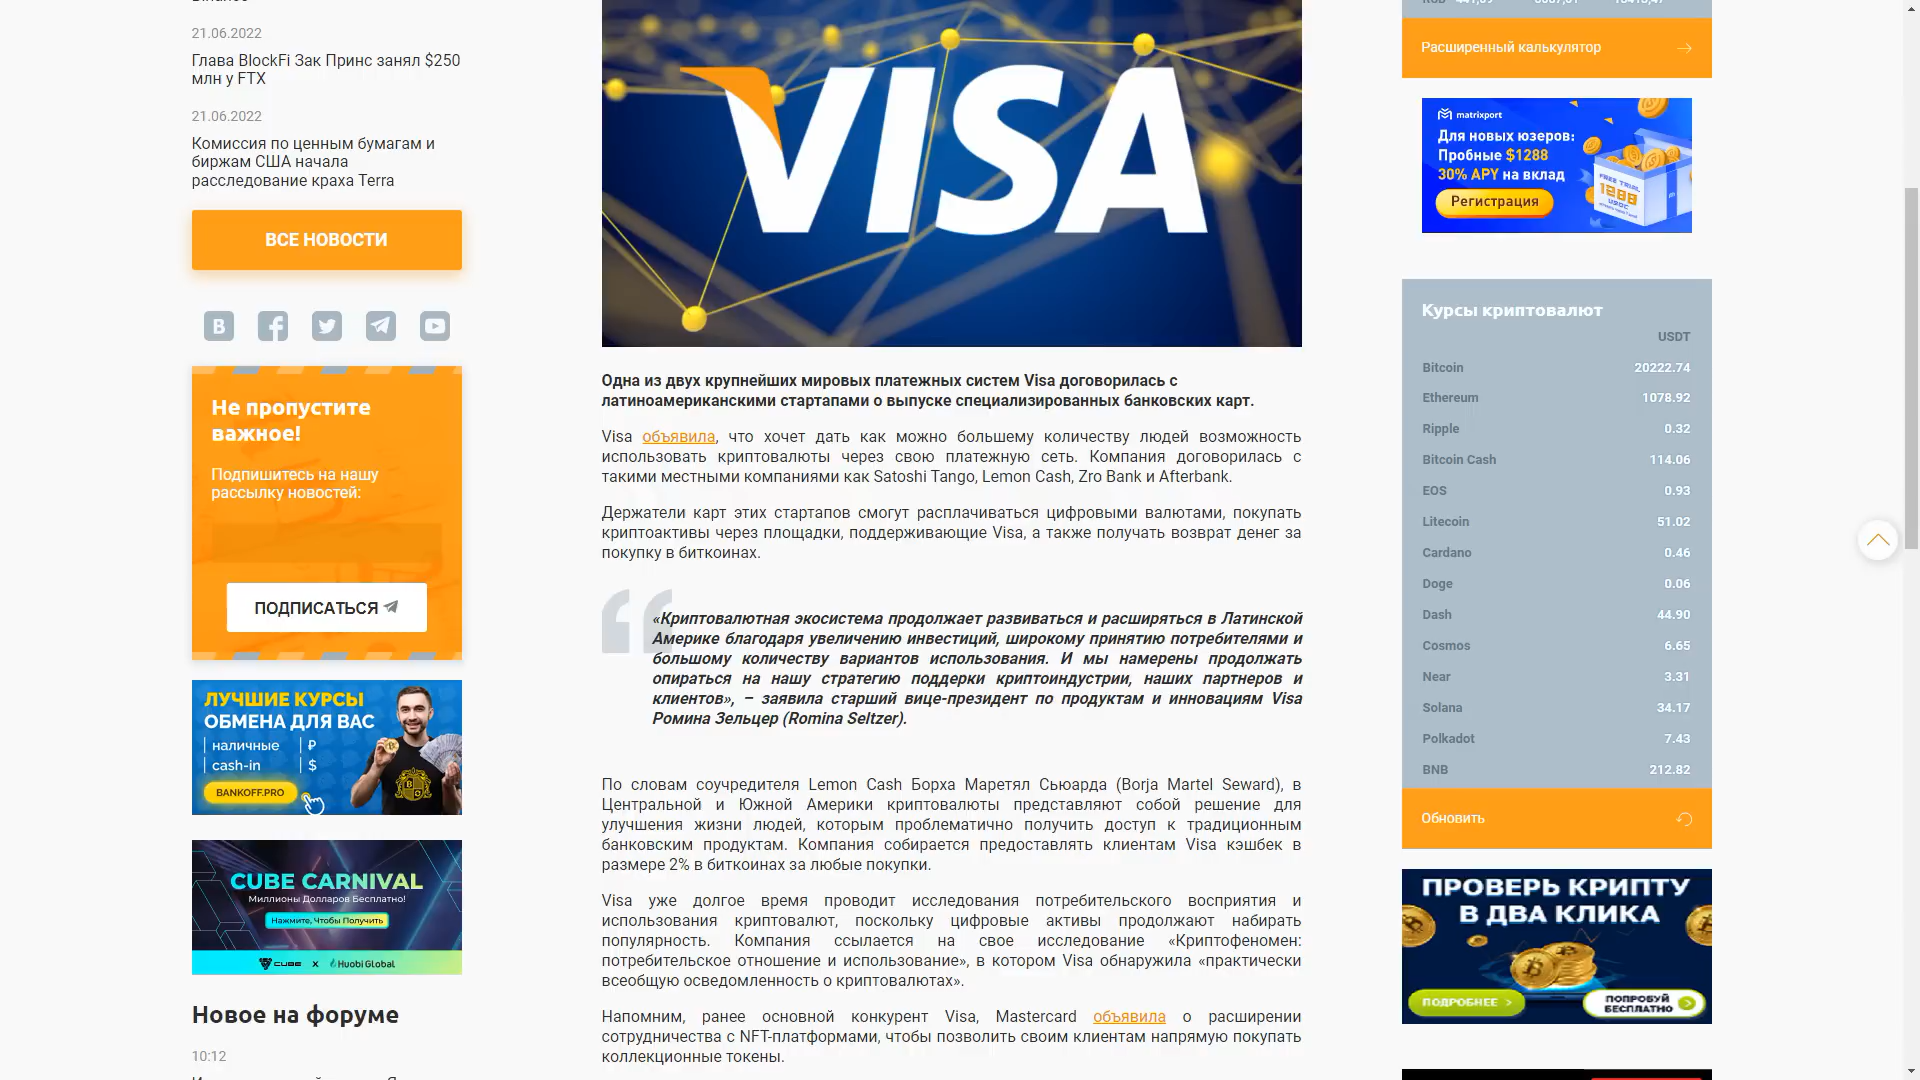 21.06.2022
Глава BlockFi Зак Принс занял $250
млн у FTX
21.06.2022
Комиссия по ценным бумагам и
биржам США начала
расследование краха Terra
ВСЕ НОВОСТИ
Не пропустите
важное!
Подпишитесь на нашу
рассылку новостей:
ПОДПИСАТЬСЯ
ЛУЧШИЕ КУРСЫ
ОБМЕНА ДЛЯ ВАС
наличные ₽
cash-in $
BANKOFF.PRO
CUBE CARNIVAL
Миллионы Долларов Бесплатно!
Нажмите, Чтобы Получить
CUBE x Huobi Global
Новое на форуме
10:12
VISA
Одна из двух крупнейших мировых платежных систем Visa договорилась с
латиноамериканскими стартапами о выпуске специализированных банковских карт.
Visa объявила, что хочет дать как можно большему количеству людей возможность
использовать криптовалюты через свою платежную сеть. Компания договорилась с
такими местными компаниями как Satoshi Tango, Lemon Cash, Zro Bank и Afterbank.
Держатели карт этих стартапов смогут расплачиваться цифровыми валютами, покупать
криптоактивы через площадки, поддерживающие Visa, а также получать возврат денег за
покупку в биткоинах.
«Криптовалютная экосистема продолжает развиваться и расширяться в Латинской
Америке благодаря увеличению инвестиций, широкому принятию потребителями и
большому количеству вариантов использования. И мы намерены продолжать
опираться на нашу стратегию поддерки криптоиндустрии, наших партнеров и
клиентов», – заявила старший вице-президент по продуктам и инновациям Visa
Ромина Зельцер (Romina Seltzer).
По словам соучредителя Lemon Cash Борха Маретял Сьюарда (Borja Martel Seward), в
Центральной и Южной Америки криптовалюты представляют собой решение для
улучшения жизни людей, которым проблематично получить доступ к традиционным
банковским продуктам. Компания собирается предоставлять клиентам Visa кэшбек в
размере 2% в биткоинах за любые покупки.
Visa уже долгое время проводит исследования потребительского восприятия и
использования криптовалют, поскольку цифровые активы продолжают набирать
популярность. Компания ссылается на свое исследование «Криптофеномен:
потребительское отношение и использование», в котором Visa обнаружила «практически
всеобщую осведомленность о криптовалютах».
Напомним, ранее основной конкурент Visa, Mastercard объявила о расширении
сотрудничества с NFT-платформами, чтобы позволить своим клиентам напрямую покупать
коллекционные токены.
Расширенный калькулятор
matrixport
Для новых юзеров:
Пробные $1288
30% APY на вклад
Регистрация
FREE TRIAL
1288
USDC
Курсы криптовалют
USDT
Bitcoin 20222.74
Ethereum 1078.92
Ripple 0.32
Bitcoin Cash 114.06
EOS 0.93
Litecoin 51.02
Cardano 0.46
Doge 0.06
Dash 44.90
Cosmos 6.65
Near 3.31
Solana 34.17
Polkadot 7.43
BNB 212.82
Обновить
ПРОВЕРЬ КРИПТУ
В ДВА КЛИКА
ПОДРОБНЕЕ >
ПОПРОБУЙ
БЕСПЛАТНО